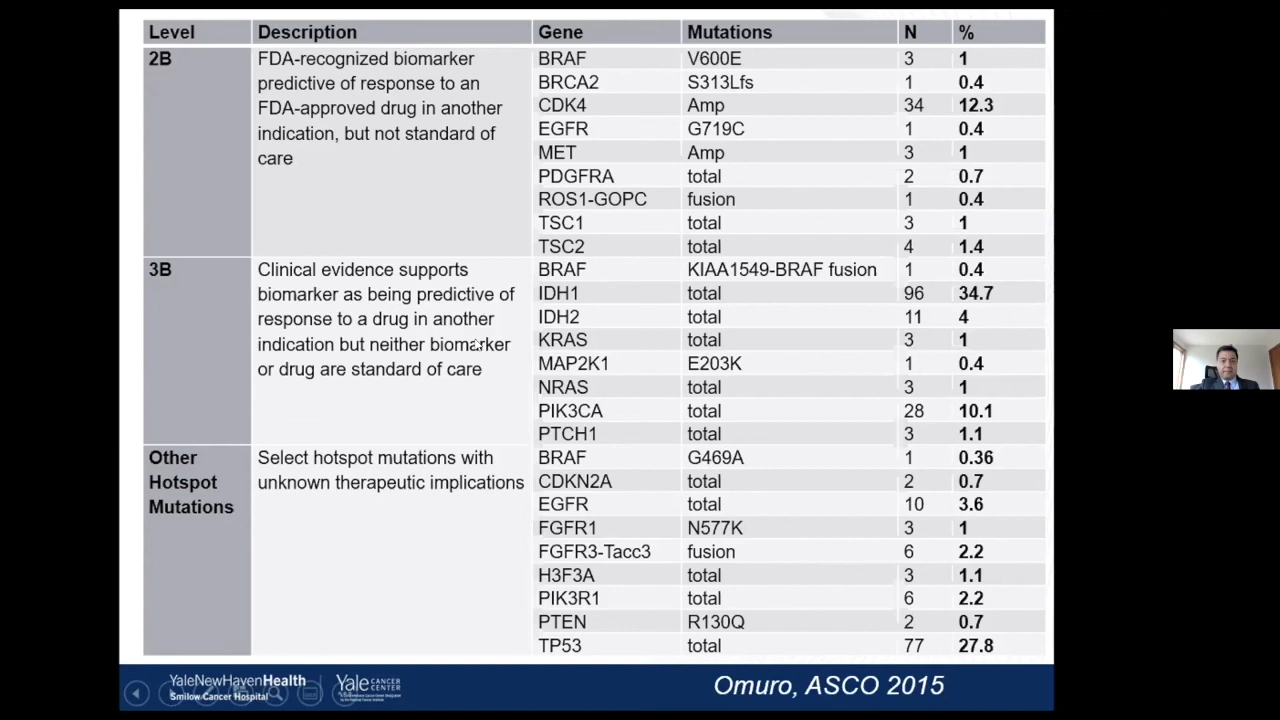 Level Description Gene Mutations N %
2B FDA-recognized biomarker predictive of response to an FDA-approved drug in another indication, but not standard of care
BRAF V600E 3 1
BRCA2 S313Lfs 1 0.4
CDK4 Amp 34 12.3
EGFR G719C 1 0.4
MET Amp 3 1
PDGFRA total 2 0.7
ROS1-GOPC fusion 1 0.4
TSC1 total 3 1
TSC2 total 4 1.4
3B Clinical evidence supports biomarker as being predictive of response to a drug in another indication but neither biomarker or drug are standard of care
BRAF KIAA1549-BRAF fusion 1 0.4
IDH1 total 96 34.7
IDH2 total 11 4
KRAS total 3 1
MAP2K1 E203K 1 0.4
NRAS total 3 1
PIK3CA total 28 10.1
PTCH1 total 3 1.1
Other Hotspot Mutations Select hotspot mutations with unknown therapeutic implications
BRAF G469A 1 0.36
CDKN2A total 2 0.7
EGFR total 10 3.6
FGFR1 N577K 3 1
FGFR3-Tacc3 fusion 6 2.2
H3F3A total 3 1.1
PIK3R1 total 6 2.2
PTEN R130Q 2 0.7
TP53 total 77 27.8
YaleNewHavenHealth
Smilow Cancer Hospital
Yale CANCER CENTER
Omuro, ASCO 2015